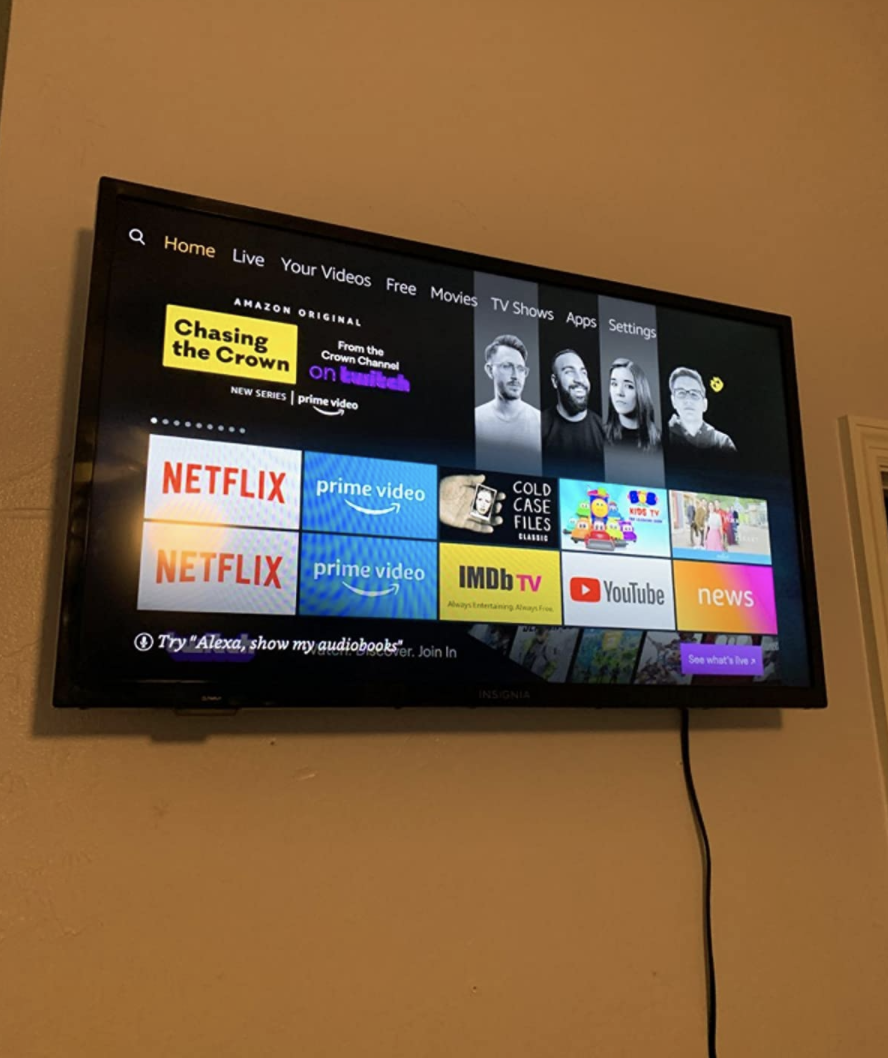 Home Live Your Videos Free Movies TV Shows Apps Settings
AMAZON ORIGINAL
Chasing
the Crown
From the
Crown Channel
on twitch
NEW SERIES | prime video
NETFLIX
prime video
COLD
CASE
FILES
CLASSIC
KIDS TV
NETFLIX
prime video
IMDb TV
Always Entertaining. Always Free.
YouTube
news
Try "Alexa, show my audiobooks"
Discover. Join In
See what's live
INSIGNIA